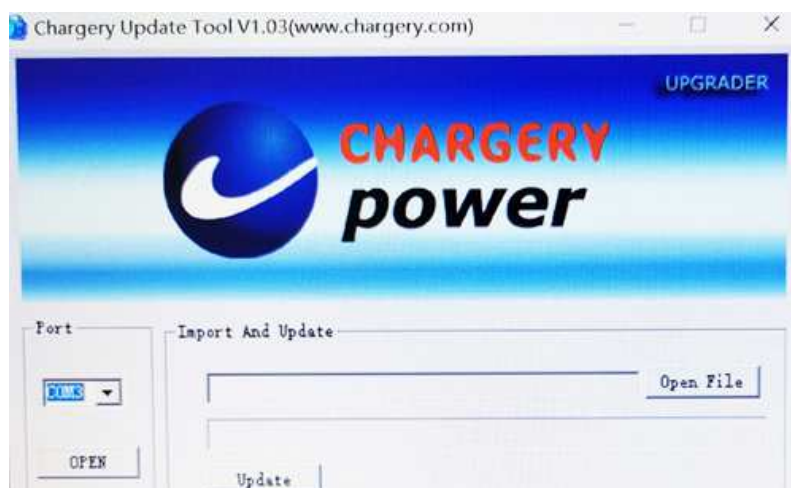 Chargery Update Tool V1.03(www.chargery.com)
UPGRADER
CHARGERY
power
Port
Import And Update
COM3
Open File
OPEN
Update